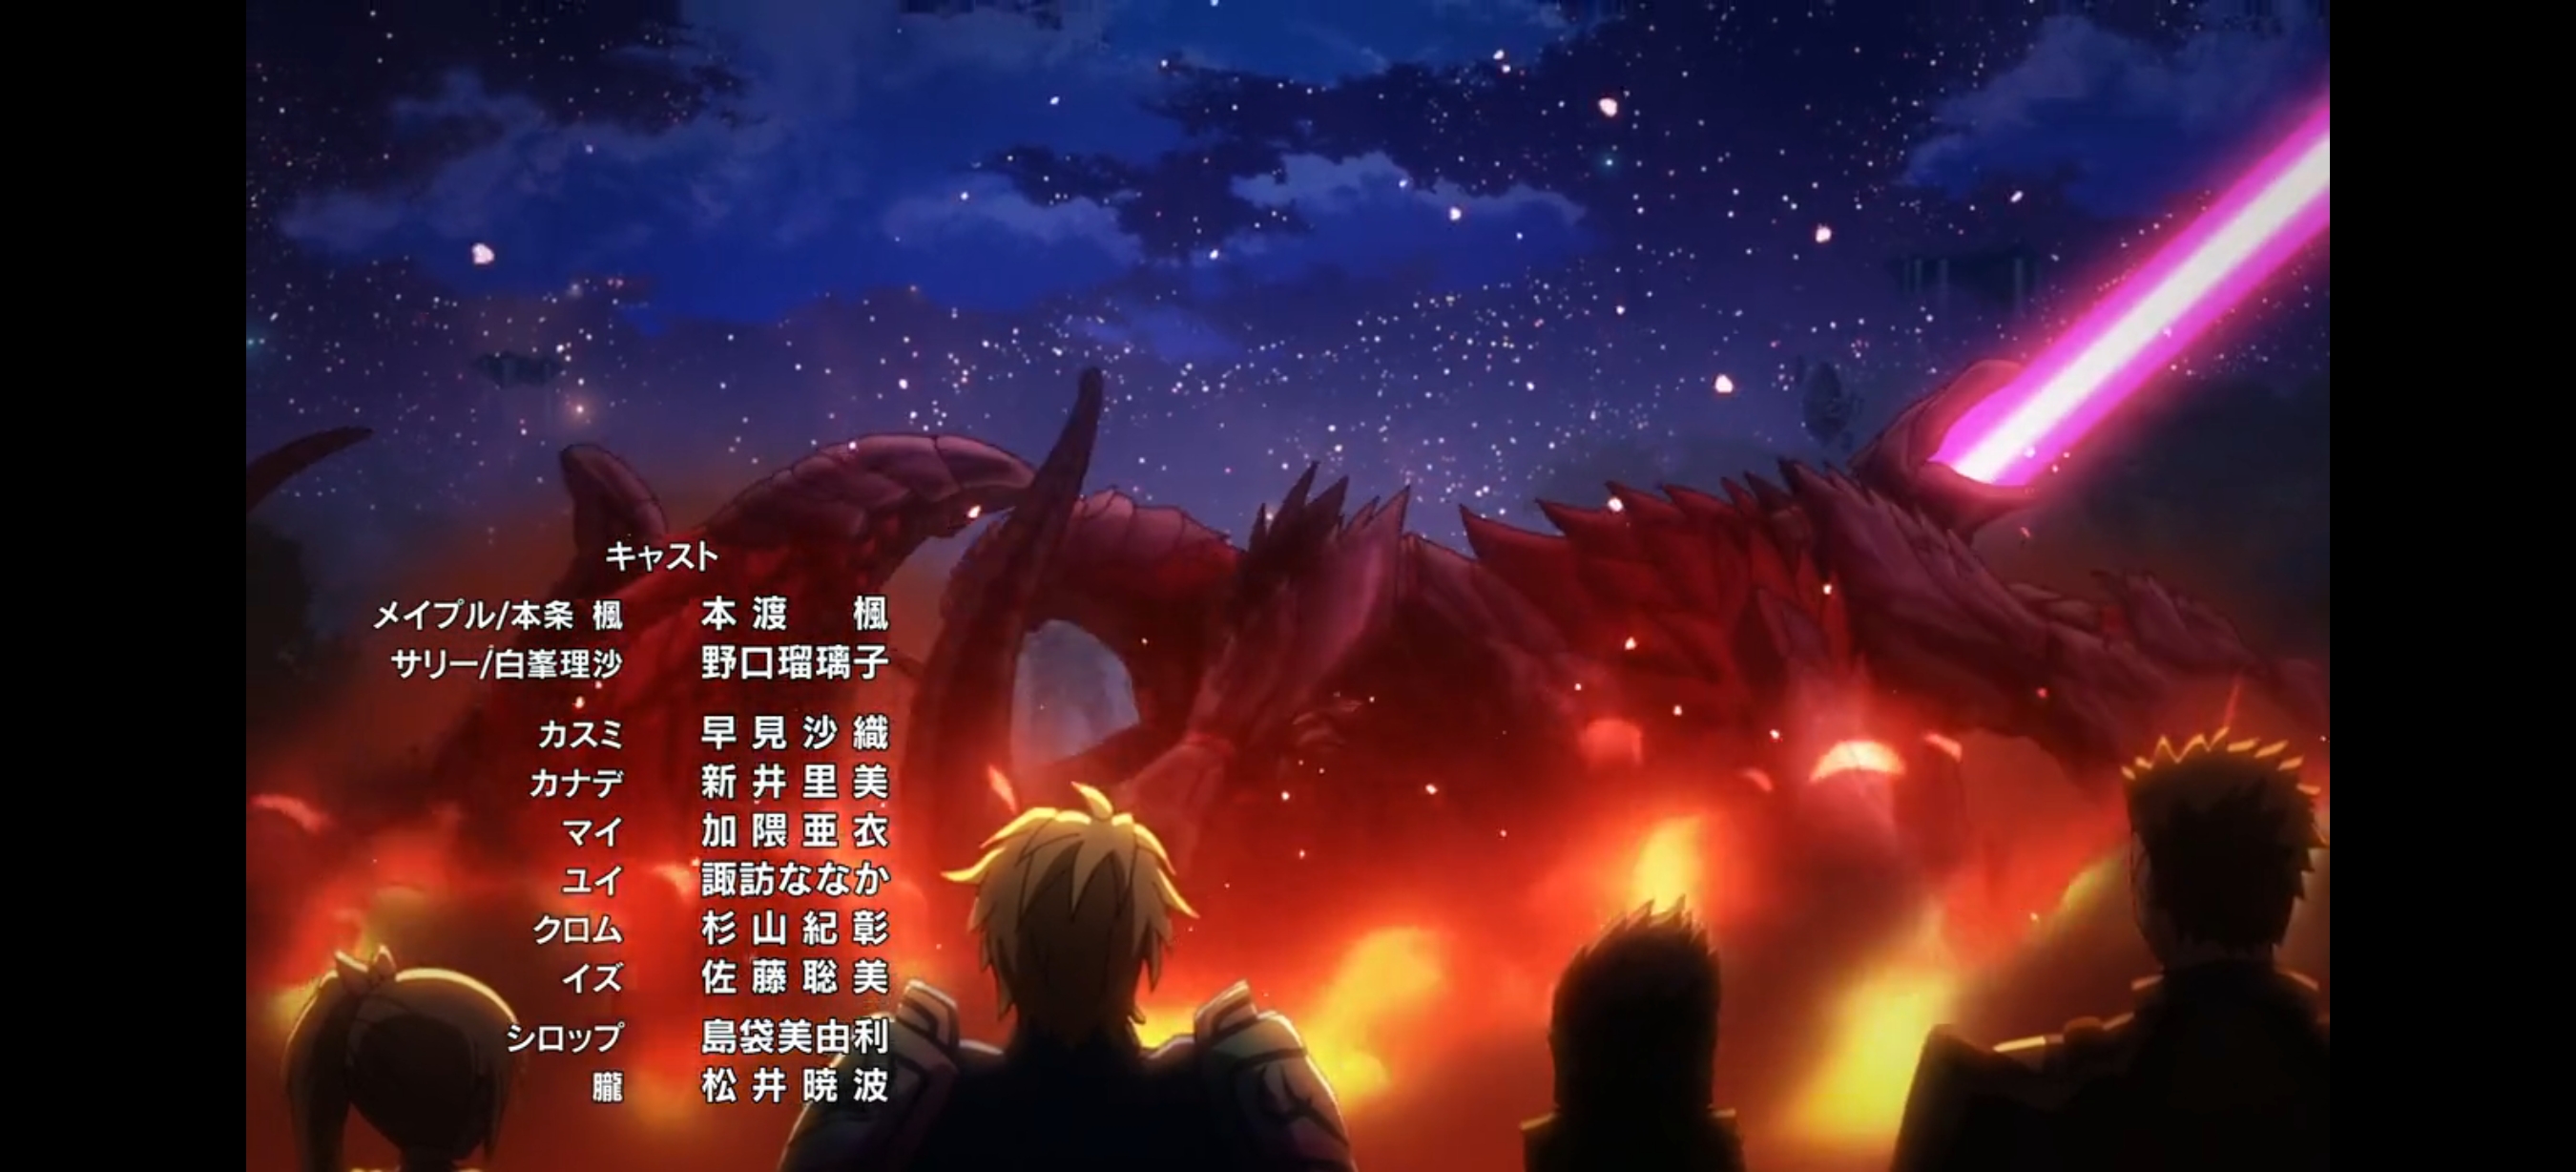 キャスト
メイプル/本条 楓 本渡 楓
サリー/白峯理沙 野口瑠璃子
カスミ 早見沙織
カナデ 新井里美
マイ 加隈亜衣
ユイ 諏訪ななか
クロム 杉山紀彰
イズ 佐藤聡美
シロップ 島袋美由利
朧 松井暁波